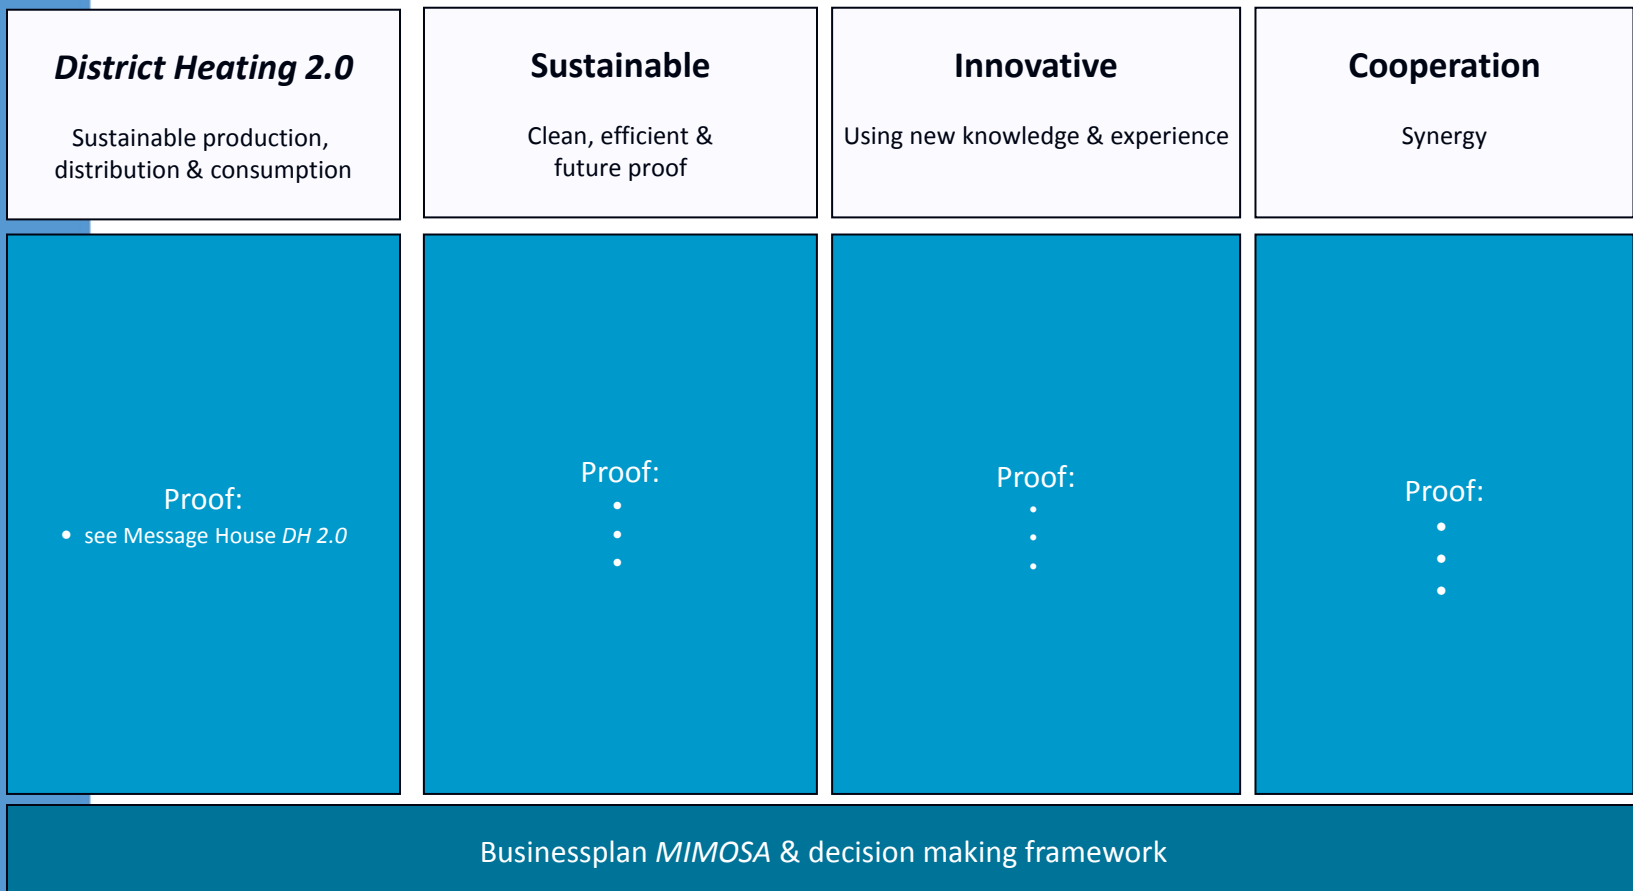 District Heating 2.0
Sustainable production,
distribution & consumption
Sustainable
Clean, efficient &
future proof
Innovative
Using new knowledge & experience
Cooperation
Synergy
Proof:
• see Message House DH 2.0
Proof:
•
•
•
Proof:
•
•
•
Proof:
•
•
•
Businessplan MIMOSA & decision making framework